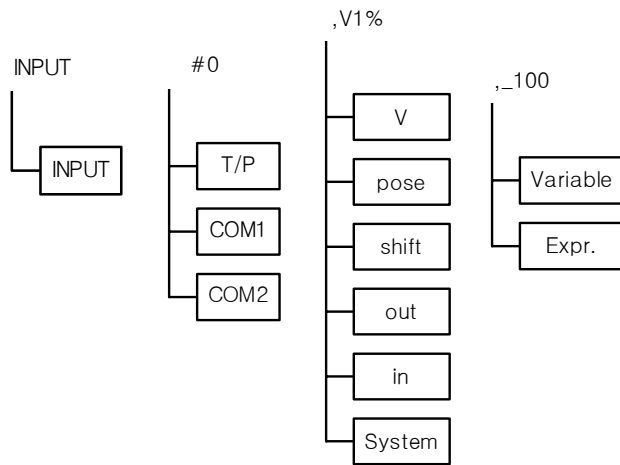 INPUT
INPUT
#0
T/P
COM1
COM2
,V1%
V
pose
shift
out
in
System
,_100
Variable
Expr.